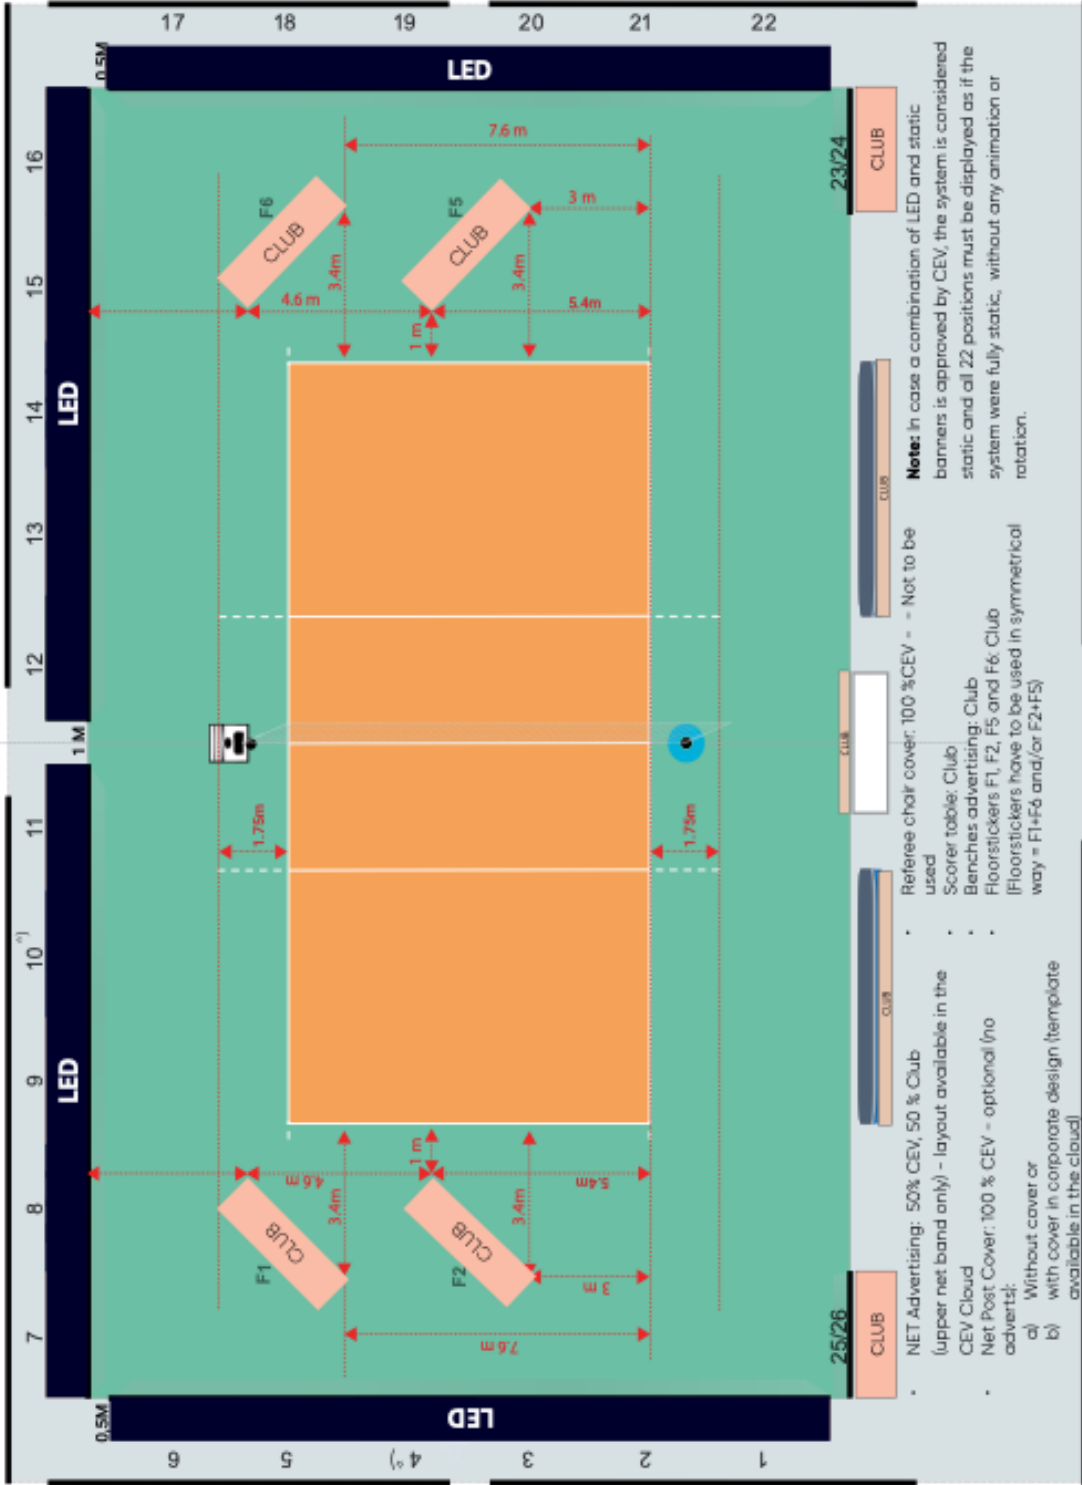 17 18 19 20 21 22
0.5M
LED
16
15
14
13
12
11
10 *)
9
8
7
LED
1 M
LED
0,5M
7.6 m
F6
CLUB
F5
CLUB
3 m
3.4m
3.4m
4.6 m
5.4m
1 m
23/24
CLUB
1.75m
1.75m
CLUB
CLUB
CLUB
1 m
4.6 m
5.4m
3.4m
3.4m
F1
CLUB
F2
CLUB
3 m
7.6 m
25/26
CLUB
LED
6 5 4 *) 3 2 1
• NET Advertising: 50% CEV, 50 % Club
(upper net band only) – layout available in the
CEV Cloud
• Net Post Cover: 100 % CEV – optional (no
adverts):
a) Without cover or
b) with cover in corporate design (template
available in the cloud)
• Referee chair cover: 100 %CEV – – Not to be
used
• Scorer table: Club
• Benches advertising: Club
• Floorstickers F1, F2, F5 and F6: Club
(Floorstickers have to be used in symmetrical
way = F1+F6 and/or F2+F5)
Note: In case a combination of LED and static
banners is approved by CEV, the system is considered
static and all 22 positions must be displayed as if the
system were fully static, without any animation or
rotation.